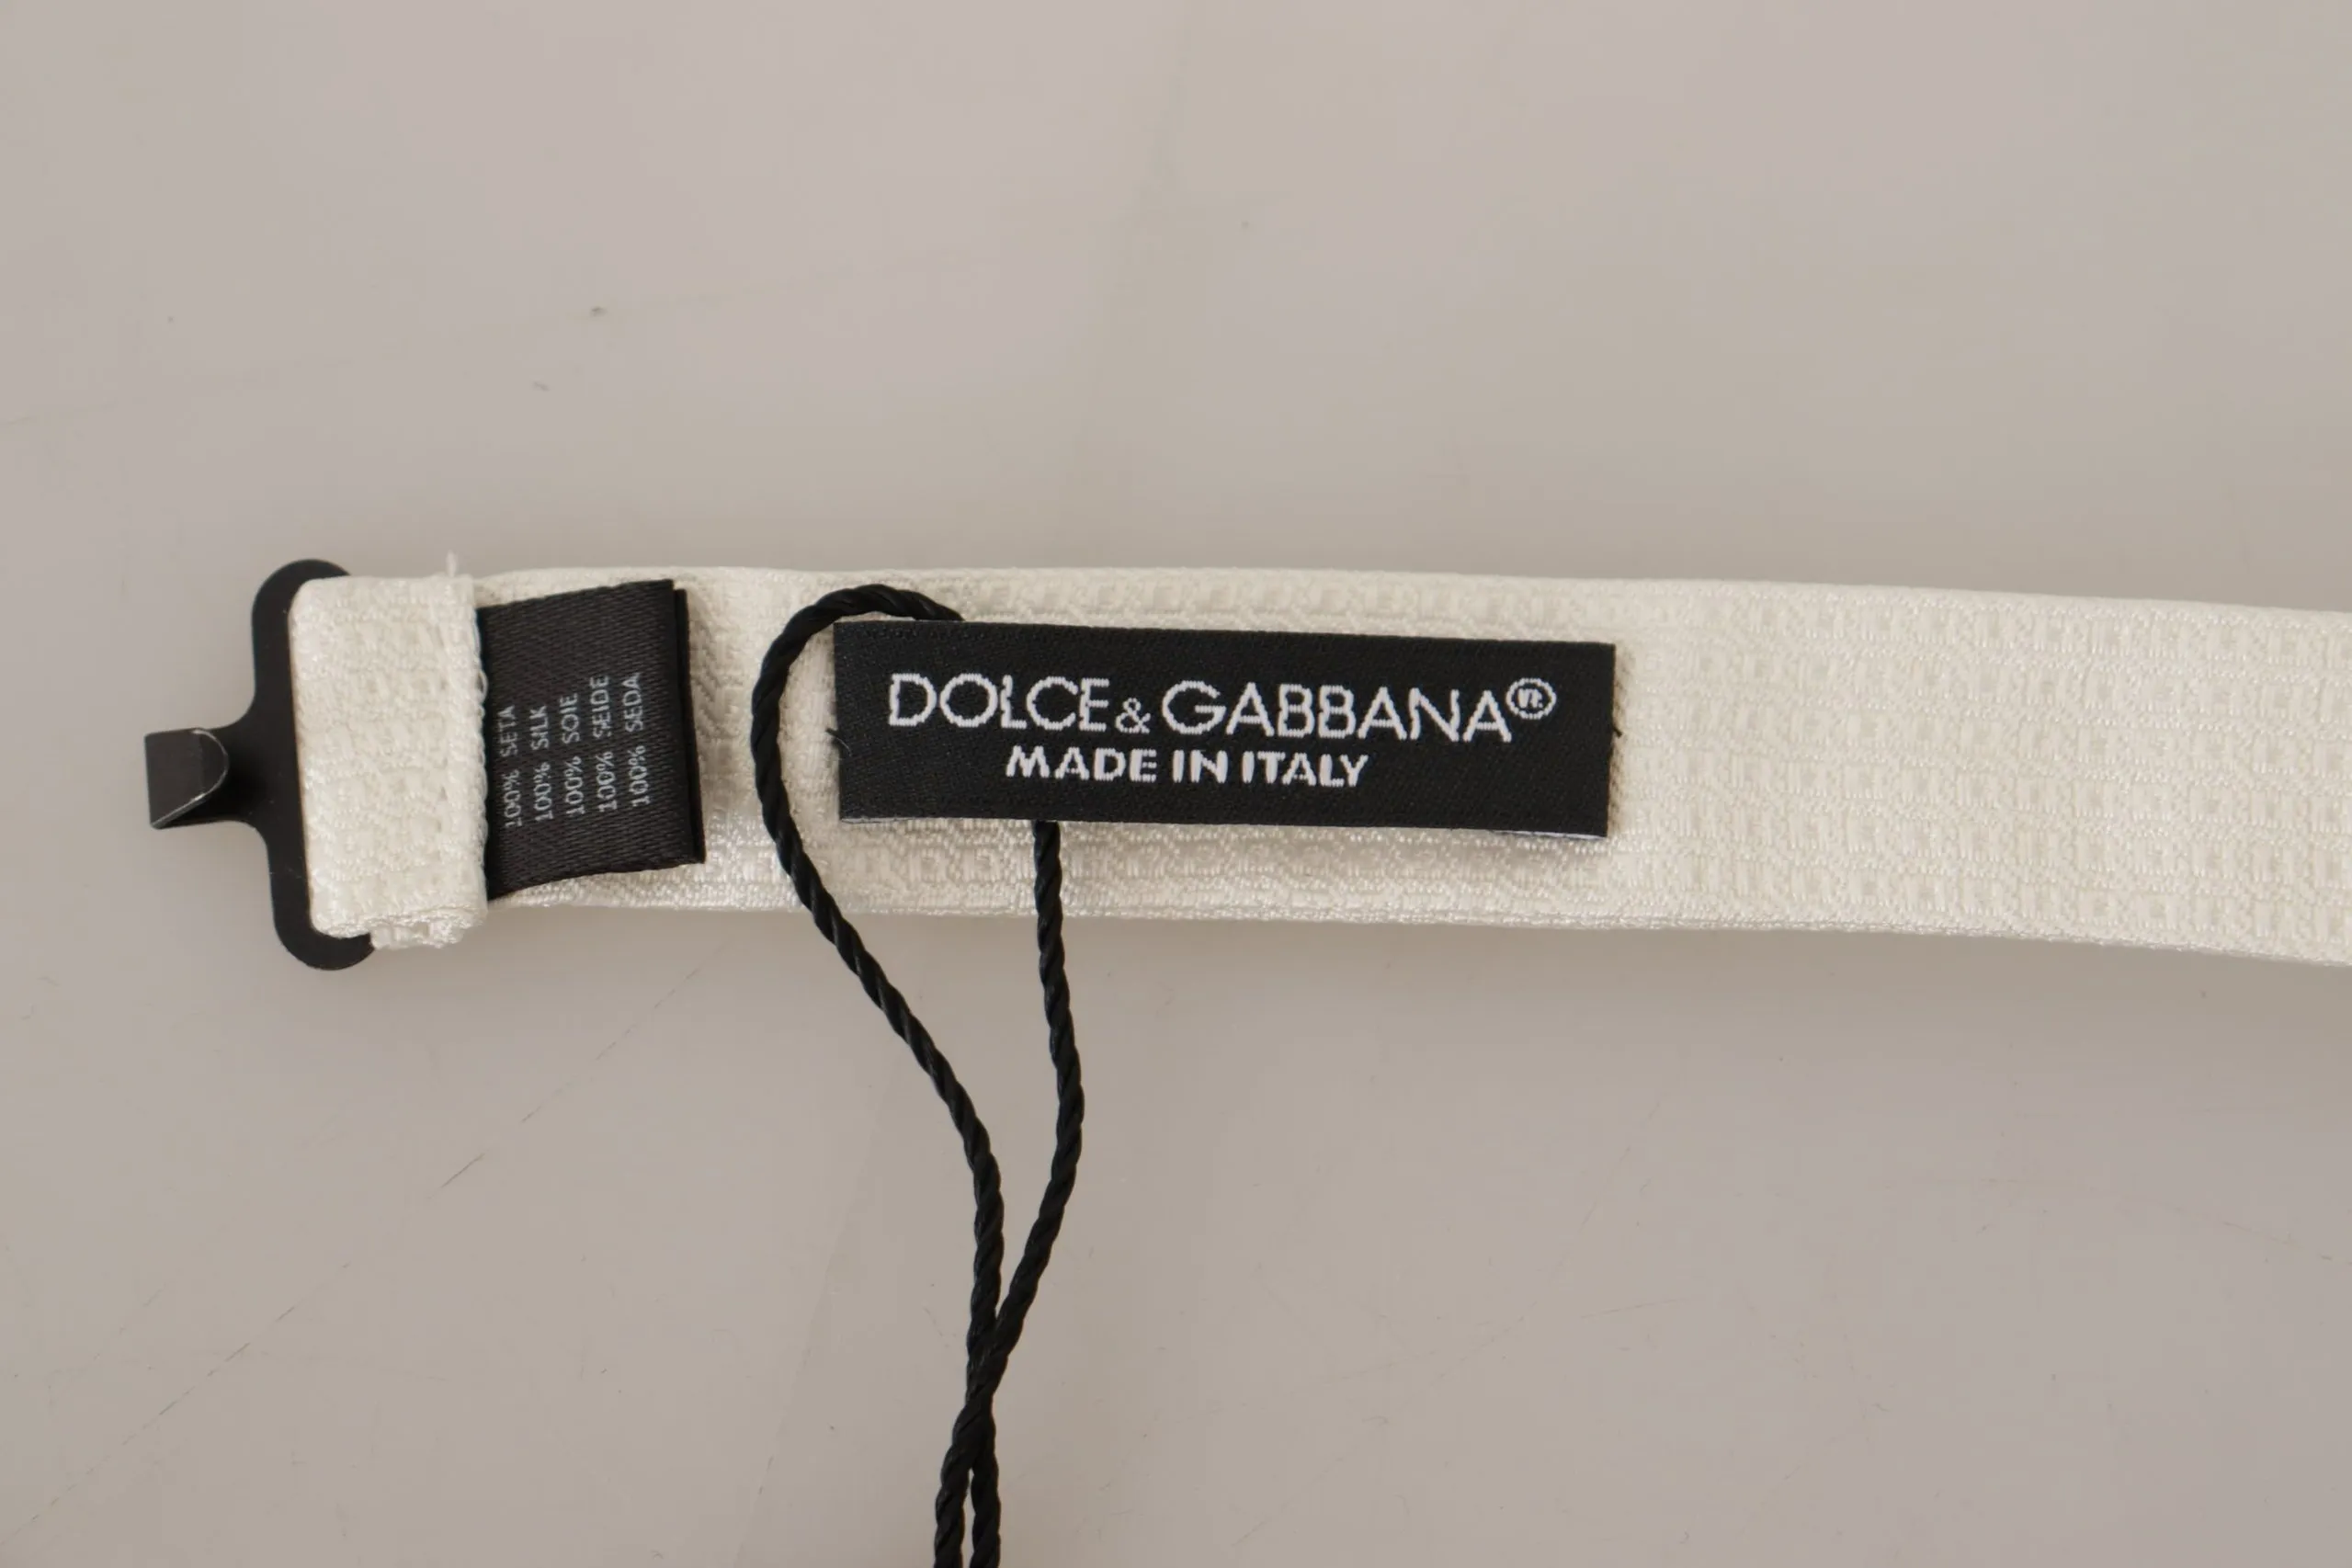 100% SETA
100% SILK
100% SOIE
100% SEIDE
100% SEDA
DOLCE & GABBANA®
MADE IN ITALY